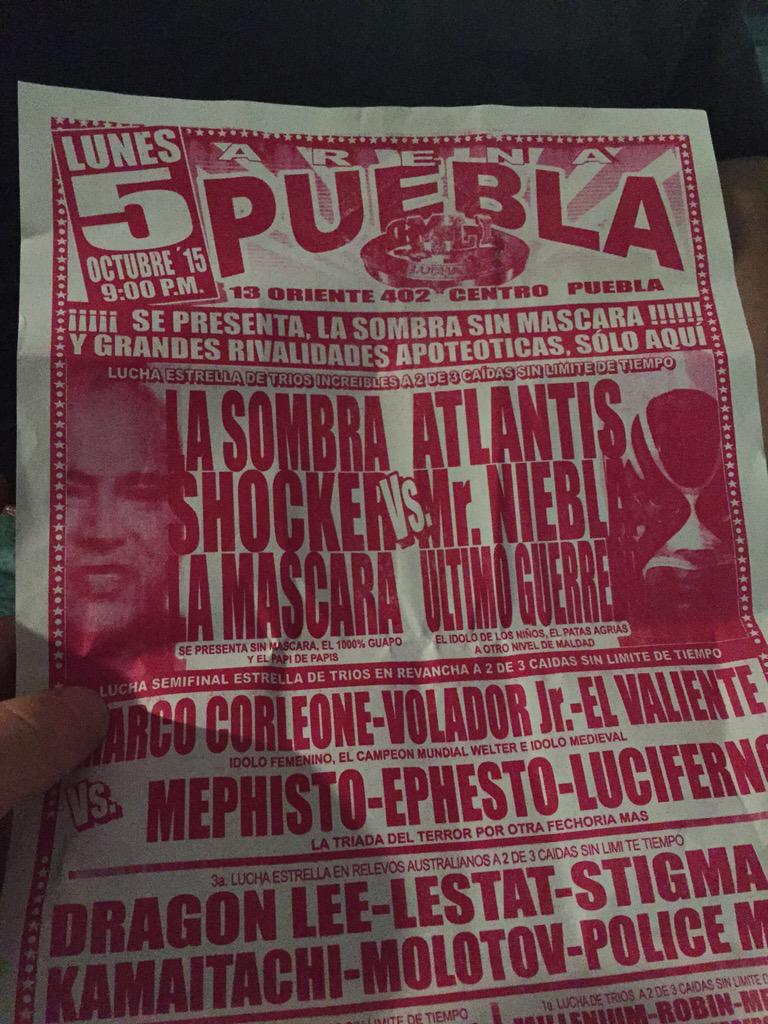 LUNES
5
OCTUBRE ´15
9:00 P.M.
ARENA
PUEBLA
CMLL
LUCHA
13 ORIENTE 402 CENTRO PUEBLA
¡¡¡¡¡ SE PRESENTA, LA SOMBRA SIN MASCARA !!!!!!
Y GRANDES RIVALIDADES APOTEOTICAS, SÓLO AQUÍ
LUCHA ESTRELLA DE TRIOS INCREIBLES A 2 DE 3 CAÍDAS SIN LIMITE DE TIEMPO
LA SOMBRA
SHOCKER
LA MASCARA
SE PRESENTA SIN MASCARA, EL 1000% GUAPO
Y EL PAPI DE PAPIS
Vs.
ATLANTIS
Mr. NIEBLA
ULTIMO GUERRE
EL IDOLO DE LOS NIÑOS, EL PATAS AGRIAS
A OTRO NIVEL DE MALDAD
LUCHA SEMIFINAL ESTRELLA DE TRIOS EN REVANCHA A 2 DE 3 CAIDAS SIN LIMITE DE TIEMPO
MARCO CORLEONE-VOLADOR Jr.-EL VALIENTE
IDOLO FEMENINO, EL CAMPEON MUNDIAL WELTER E IDOLO MEDIEVAL
Vs. MEPHISTO-EPHESTO-LUCIFERNO
LA TRIADA DEL TERROR POR OTRA FECHORIA MAS
3a. LUCHA ESTRELLA EN RELEVOS AUSTRALIANOS A 2 DE 3 CAIDAS SIN LIMI TE TIEMPO
DRAGON LEE-LESTAT-STIGMA
KAMAITACHI-MOLOTOV-POLICE M
LIMITE DE TIEMPO
1a. LUCHA DE TRIOS A 2 DE 3 CAIDAS SIN LIMITE D
MILLENIUM-ROBIN-ME